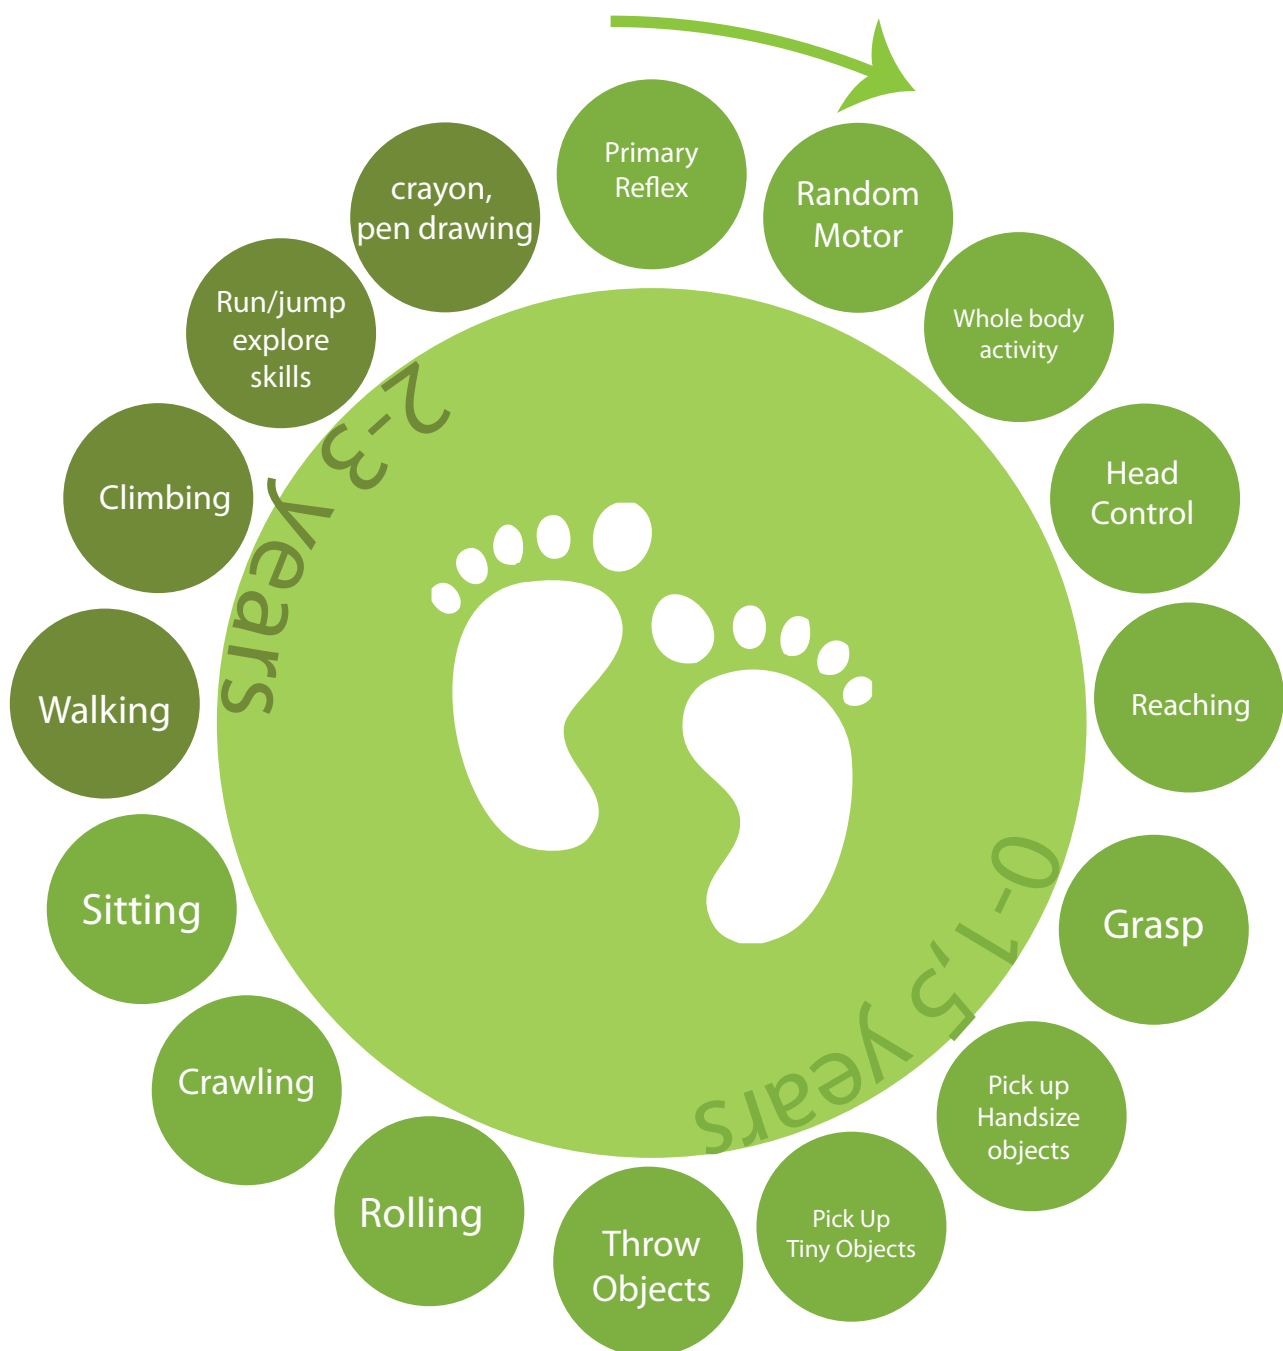 Primary
Reflex
Random
Motor
Whole body
activity
Head
Control
Reaching
Grasp
Pick up
Handsize
objects
Pick Up
Tiny Objects
Throw
Objects
Rolling
Crawling
Sitting
Walking
Climbing
Run/jump
explore
skills
crayon,
pen drawing
0-1,5 years
2-3 years